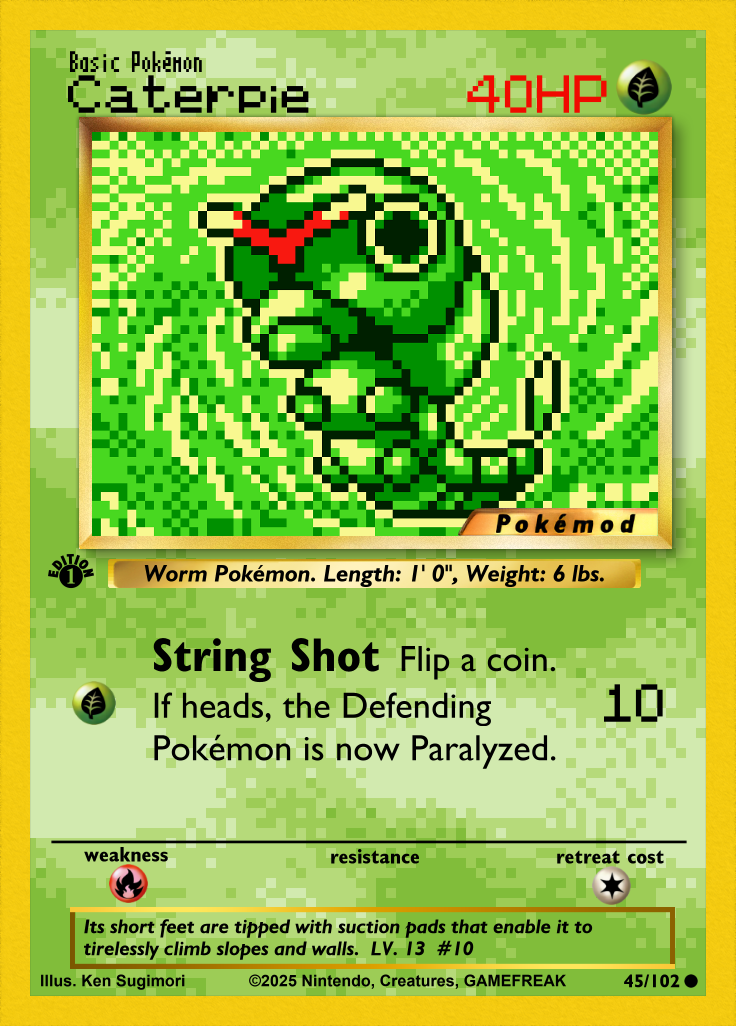 Basic Pokémon
Caterpie 40HP
Pokémod
EDITION 1
Worm Pokémon. Length: 1' 0", Weight: 6 lbs.
String Shot Flip a coin.
If heads, the Defending
Pokémon is now Paralyzed.
10
weakness resistance retreat cost
Its short feet are tipped with suction pads that enable it to
tirelessly climb slopes and walls. LV. 13 #10
Illus. Ken Sugimori ©2025 Nintendo, Creatures, GAMEFREAK 45/102